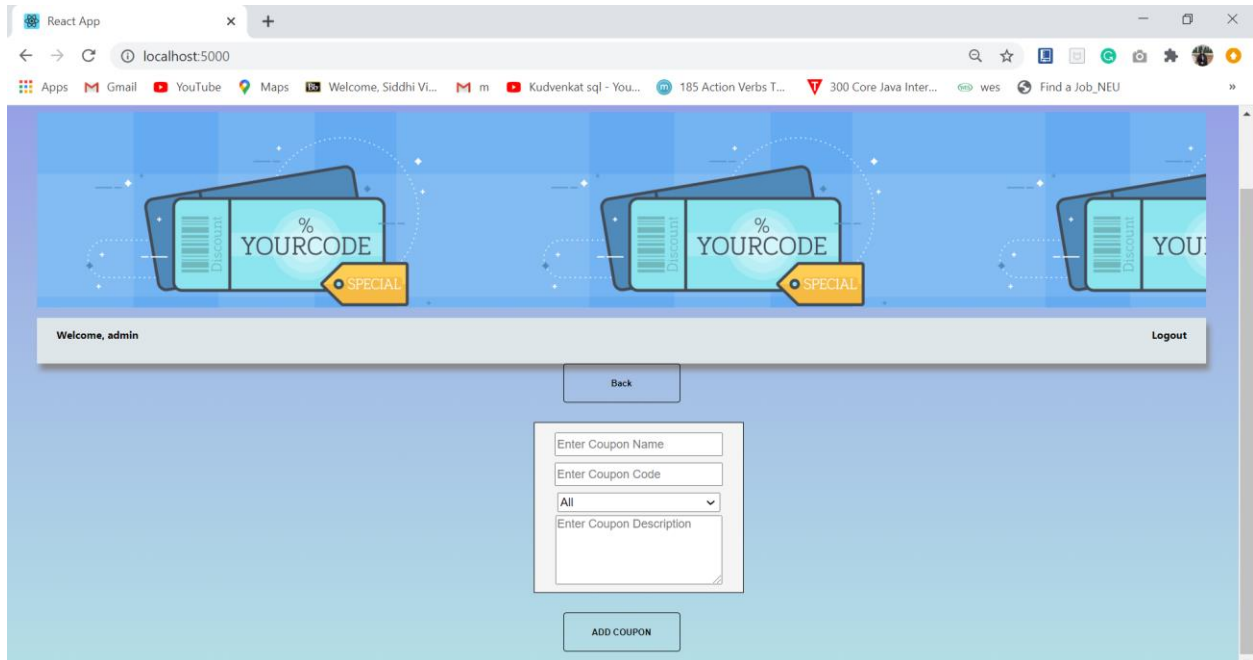 React App
localhost:5000
Apps Gmail YouTube Maps Welcome, Siddhi Vi... m Kudvenkat sql - You... 185 Action Verbs T... 300 Core Java Inter... wes Find a Job_NEU »
Discount % YOURCODE SPECIAL
Discount % YOURCODE SPECIAL
Discount YOU
Welcome, admin Logout
Back
Enter Coupon Name
Enter Coupon Code
All
Enter Coupon Description
ADD COUPON